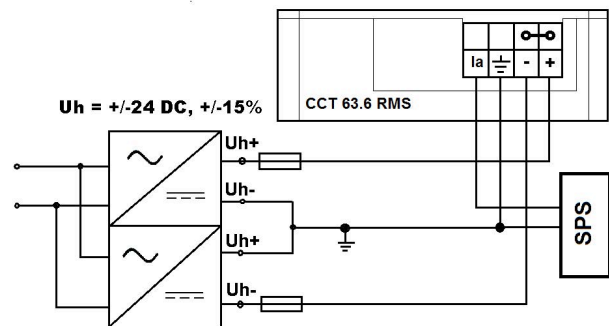 Ia - +
CCT 63.6 RMS
Uh = +/-24 DC, +/-15%
Uh+
Uh-
Uh+
Uh-
SPS